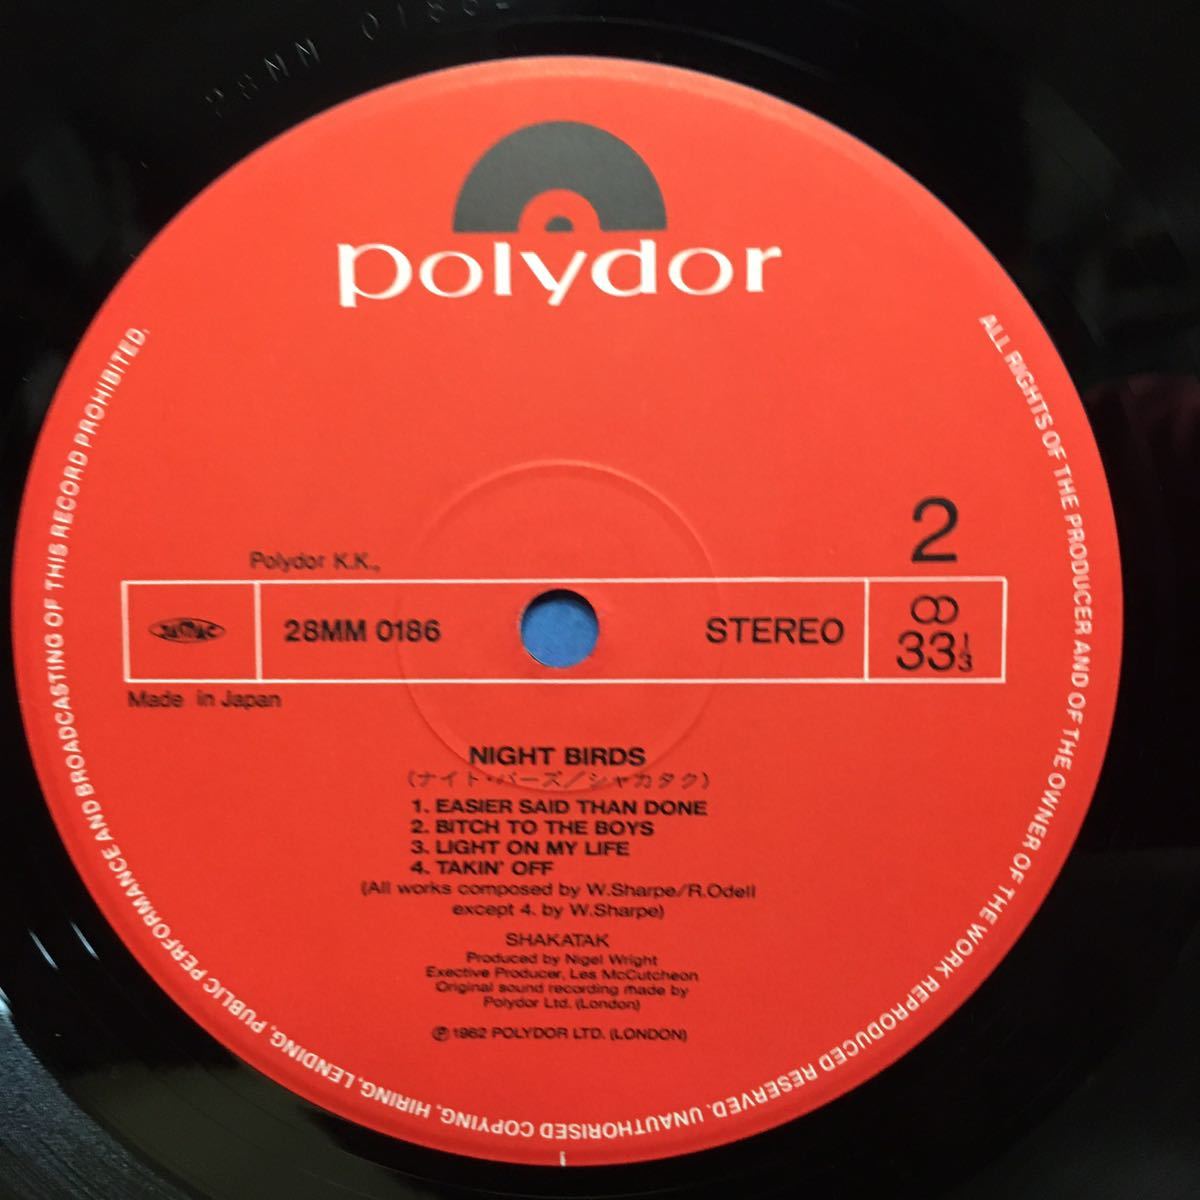 polydor
2
Polydor K.K.,
28MM 0186
STEREO
33 1/3
Made in Japan
NIGHT BIRDS
(ナイト・バーズ/シャカタク)
1. EASIER SAID THAN DONE
2. BITCH TO THE BOYS
3. LIGHT ON MY LIFE
4. TAKIN' OFF
(All works composed by W.Sharpe/R.Odell
except 4. by W.Sharpe)
SHAKATAK
Produced by Nigel Wright
Exective Producer, Les McCutcheon
Original sound recording made by
Polydor Ltd. (London)
Ⓟ 1982 POLYDOR LTD. (LONDON)
ALL RIGHTS OF THE PRODUCER AND OF THE OWNER OF THE WORK REPRODUCED RESERVED. UNAUTHORISED COPYING, HIRING, LENDING, PUBLIC PERFORMANCE AND BROADCASTING OF THIS RECORD PROHIBITED.